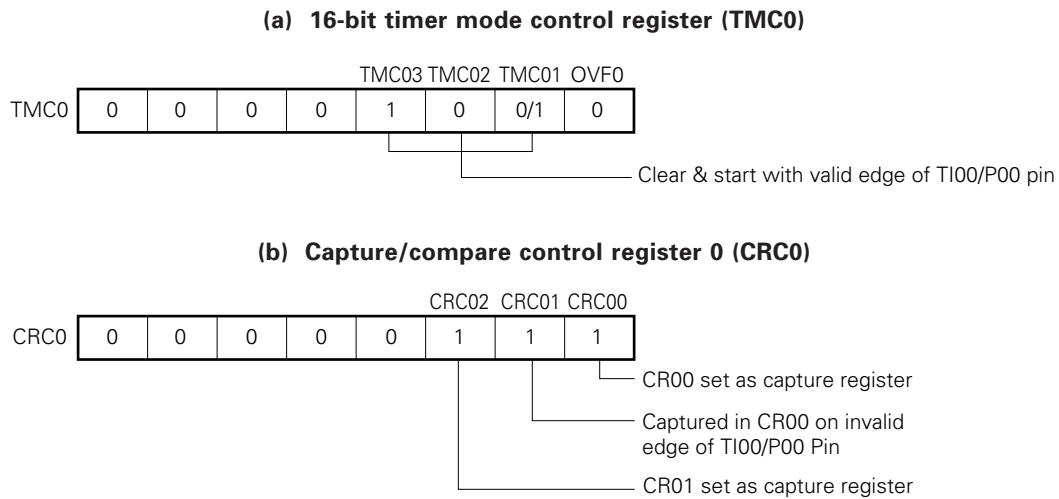 (a) 16-bit timer mode control register (TMC0)
TMC03 TMC02 TMC01 OVF0
TMC0 0 0 0 0 1 0 0/1 0
Clear & start with valid edge of TI00/P00 pin
(b) Capture/compare control register 0 (CRC0)
CRC02 CRC01 CRC00
CRC0 0 0 0 0 0 1 1 1
CR00 set as capture register
Captured in CR00 on invalid
edge of TI00/P00 Pin
CR01 set as capture register